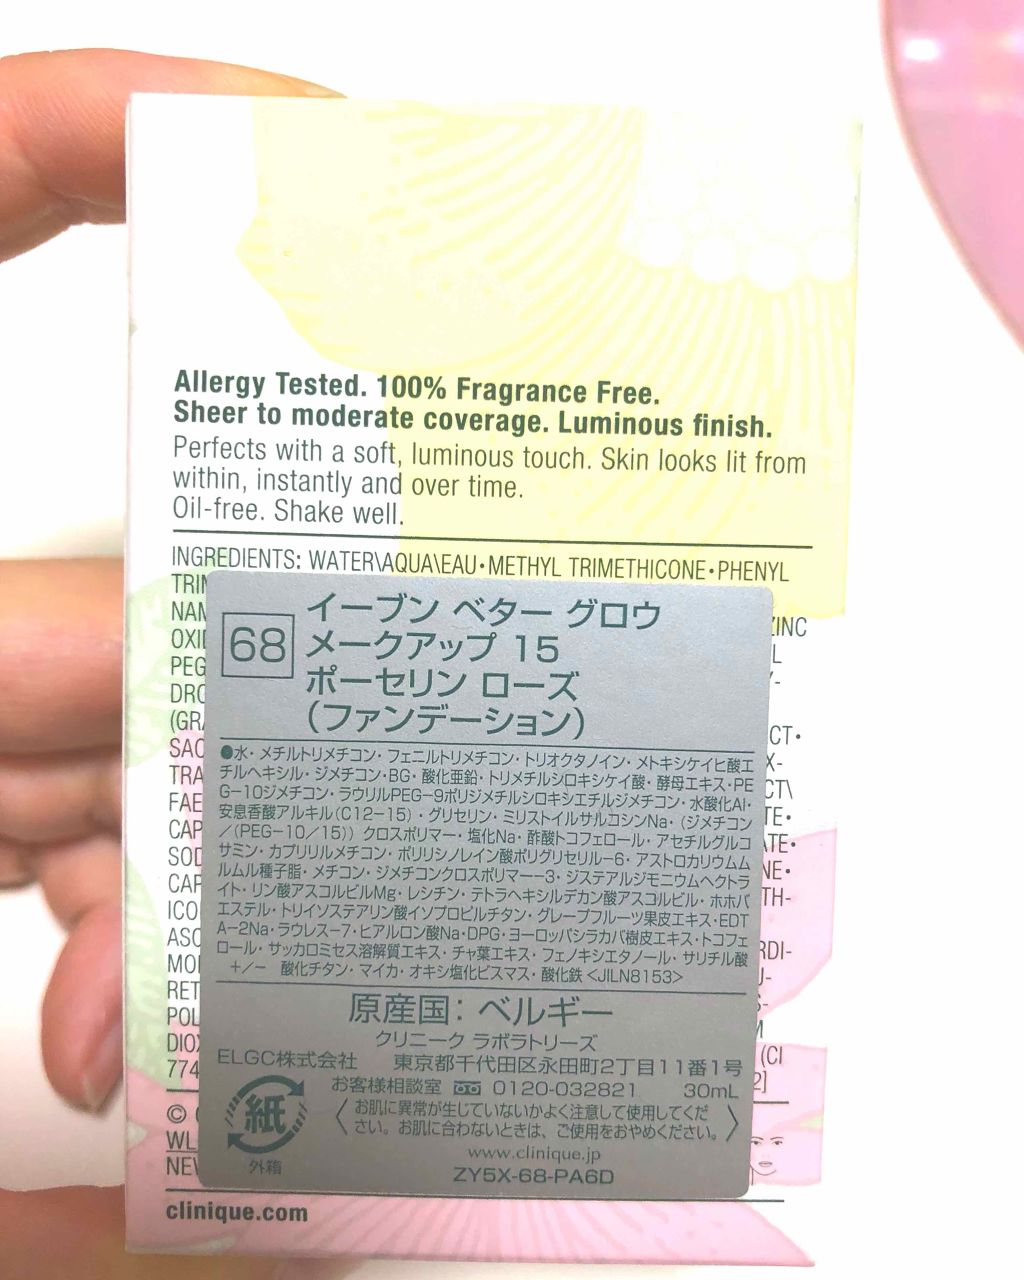 Allergy Tested. 100% Fragrance Free.
Sheer to moderate coverage. Luminous finish.
Perfects with a soft, luminous touch. Skin looks lit from
within, instantly and over time.
Oil-free. Shake well.
INGREDIENTS: WATER\AQUA\EAU•METHYL TRIMETHICONE•PHENYL
68
イーブン ベター グロウ
メークアップ 15
ポーセリン ローズ
(ファンデーション)
●水・メチルトリメチコン・フェニルトリメチコン・トリオクタノイン・メトキシケイヒ酸エ
チルヘキシル・ジメチコン・BG・酸化亜鉛・トリメチルシロキシケイ酸・酵母エキス・PE
G-10ジメチコン・ラウリルPEG-9ポリジメチルシロキシエチルジメチコン・水酸化Al・
安息香酸アルキル(C12-15)・グリセリン・ミリストイルサルコシンNa・(ジメチコン
/(PEG-10/15))クロスポリマー・塩化Na・酢酸トコフェロール・アセチルグルコ
サミン・カプリリルメチコン・ポリリシノレイン酸ポリグリセリル-6・アストロカリウムム
ルムル種子脂・メチコン・ジメチコンクロスポリマー-3・ジステアルジモニウムヘクトラ
イト・リン酸アスコルビルMg・レシチン・テトラヘキシルデカン酸アスコルビル・ホホバ
エステル・トリイソステアリン酸イソプロピルチタン・グレープフルーツ果皮エキス・EDT
A-2Na・ラウレス-7・ヒアルロン酸Na・DPG・ヨーロッパシラカバ樹皮エキス・トコフェ
ロール・サッカロミセス溶解質エキス・チャ葉エキス・フェノキシエタノール・サリチル酸
+/- 酸化チタン・マイカ・オキシ塩化ビスマス・酸化鉄<JILN8153>
原産国:ベルギー
クリニーク ラボラトリーズ
ELGC株式会社 東京都千代田区永田町2丁目11番1号
お客様相談室 0120-032821 30mL
お肌に異常が生じていないかよく注意して使用してくだ
さい。お肌に合わないときは、ご使用をおやめください。
紙
外箱
www.clinique.jp
ZY5X-68-PA6D
clinique.com